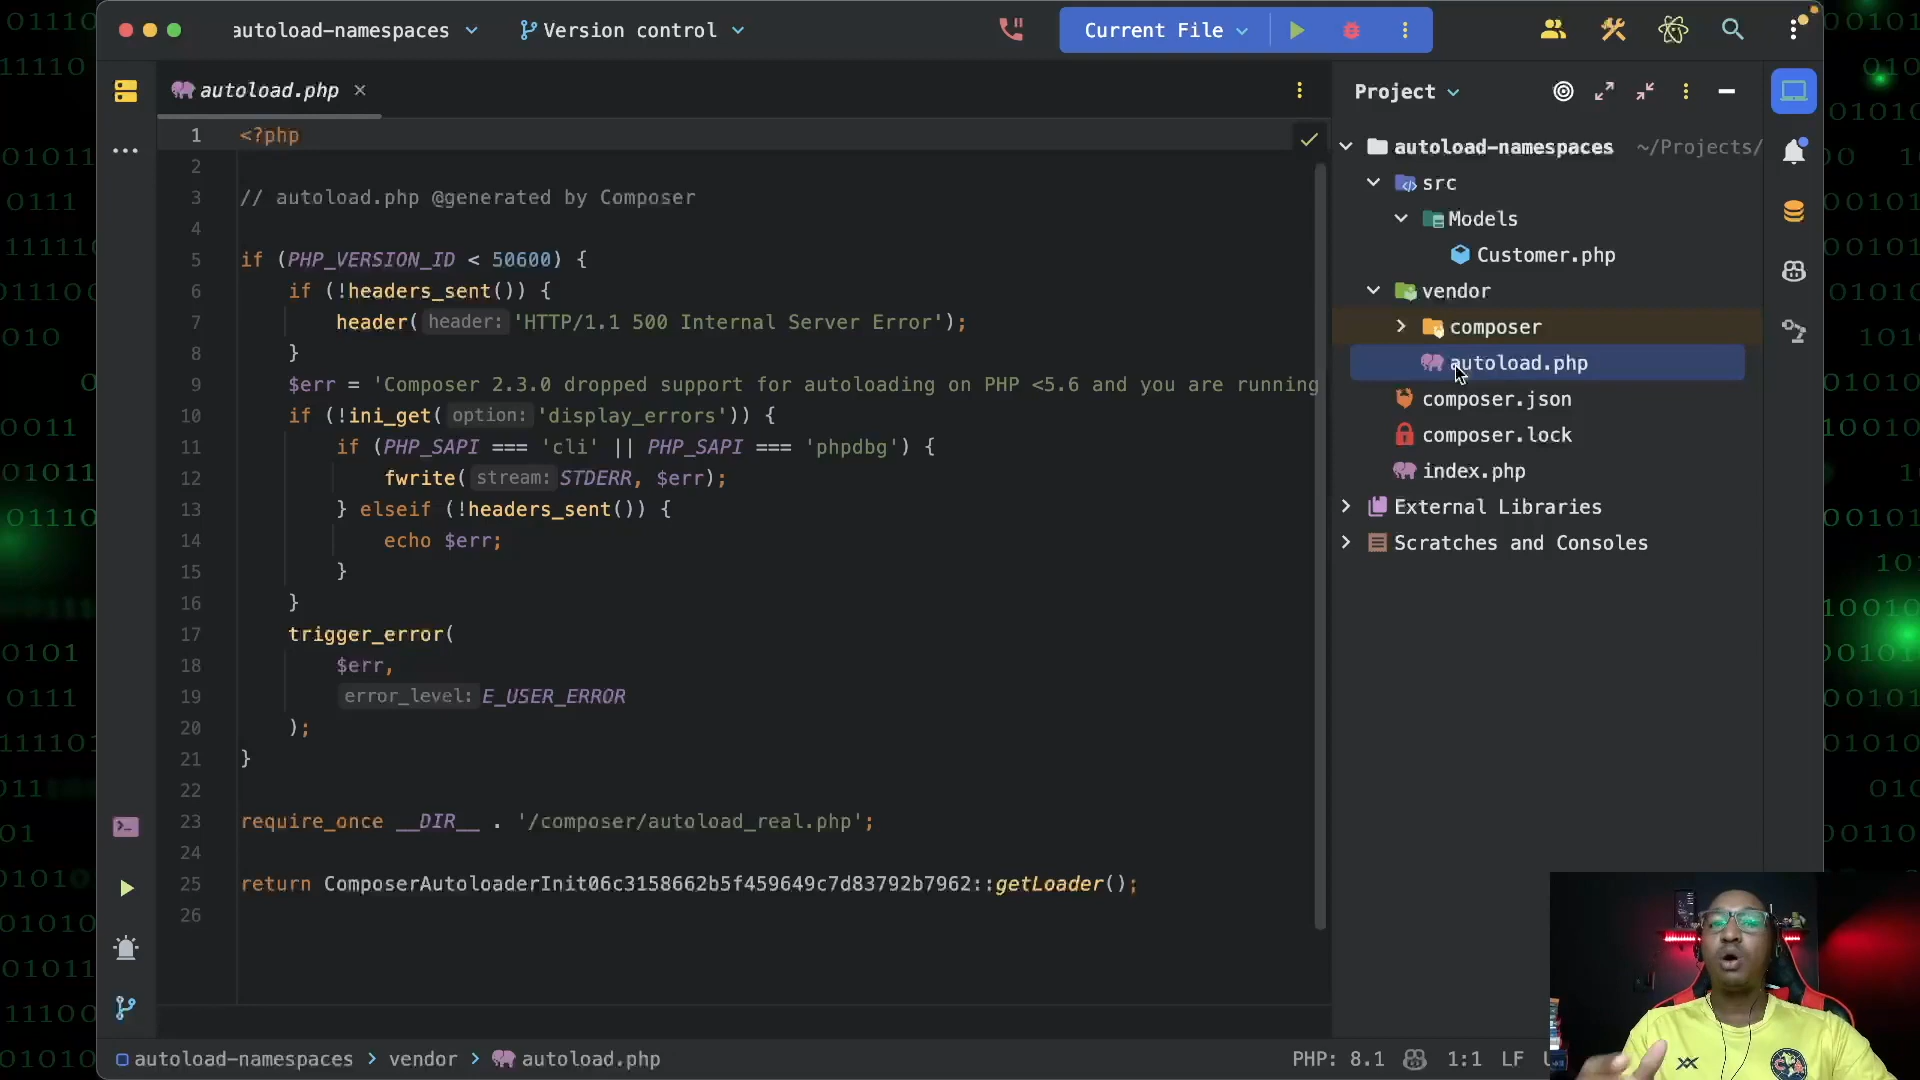 autoload-namespaces
Version control
Current File
autoload.php
Project
1 <?php
2
3 // autoload.php @generated by Composer
4
5 if (PHP_VERSION_ID < 50600) {
6 if (!headers_sent()) {
7 header( header: 'HTTP/1.1 500 Internal Server Error');
8 }
9 $err = 'Composer 2.3.0 dropped support for autoloading on PHP <5.6 and you are running
10 if (!ini_get( option: 'display_errors')) {
11 if (PHP_SAPI === 'cli' || PHP_SAPI === 'phpdbg') {
12 fwrite( stream: STDERR, $err);
13 } elseif (!headers_sent()) {
14 echo $err;
15 }
16 }
17 trigger_error(
18 $err,
19 error_level: E_USER_ERROR
20 );
21 }
22
23 require_once __DIR__ . '/composer/autoload_real.php';
24
25 return ComposerAutoloaderInit06c3158662b5f459649c7d83792b7962::getLoader();
26
autoload-namespaces ~/Projects/
src
Models
Customer.php
vendor
composer
autoload.php
composer.json
composer.lock
index.php
External Libraries
Scratches and Consoles
autoload-namespaces > vendor > autoload.php
PHP: 8.1 1:1 LF